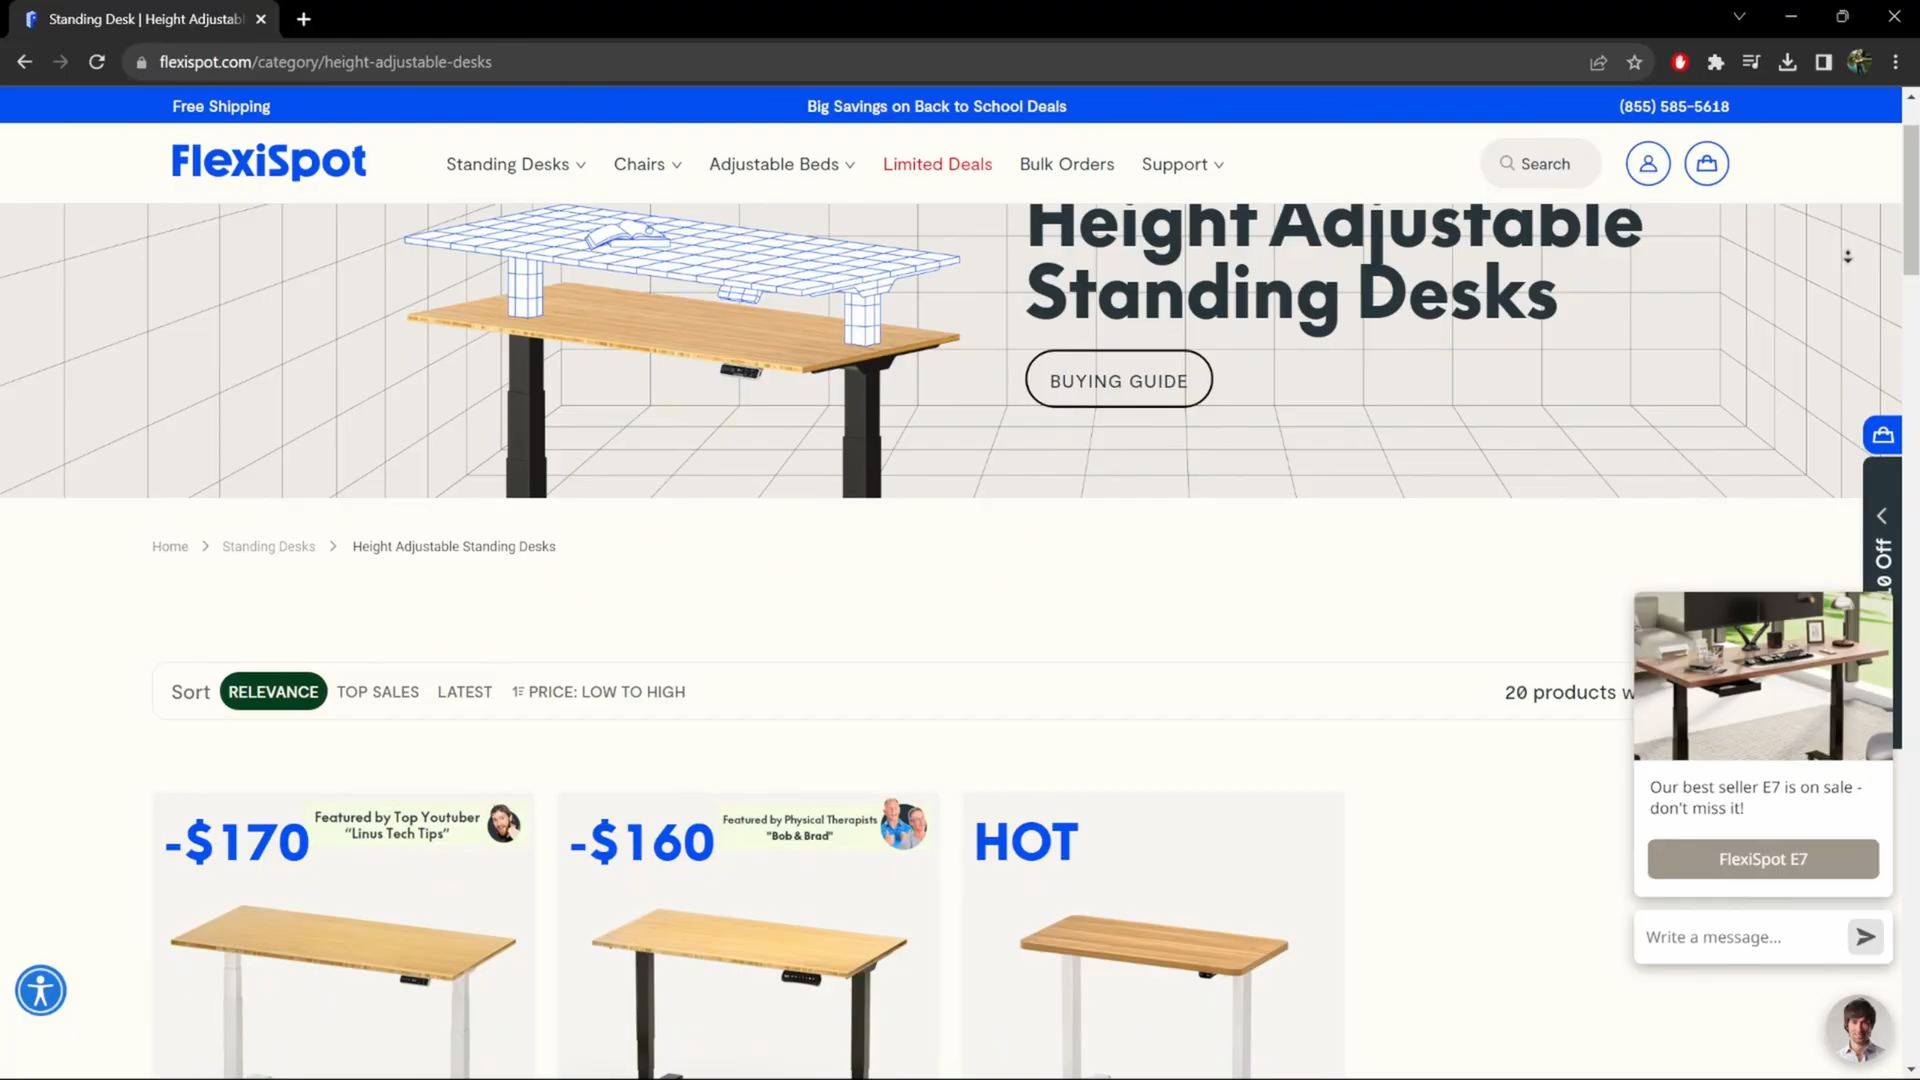 Standing Desk | Height Adjustab
flexispot.com/category/height-adjustable-desks
Free Shipping
Big Savings on Back to School Deals
(855) 585-5618
FlexiSpot
Standing Desks
Chairs
Adjustable Beds
Limited Deals
Bulk Orders
Support
Search
Height Adjustable
Standing Desks
BUYING GUIDE
Home
Standing Desks
Height Adjustable Standing Desks
Off
Sort
RELEVANCE
TOP SALES
LATEST
PRICE: LOW TO HIGH
20 products w
Our best seller E7 is on sale -
don't miss it!
FlexiSpot E7
-$170
Featured by Top Youtuber
“Linus Tech Tips”
-$160
Featured by Physical Therapists
"Bob & Brad"
HOT
Write a message...